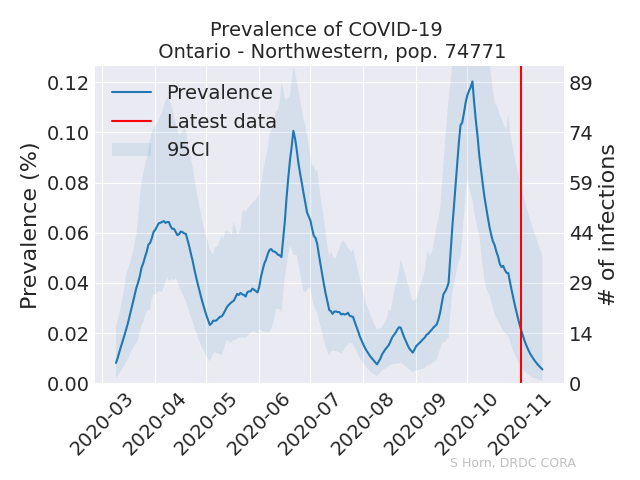 Prevalence of COVID-19
Ontario - Northwestern, pop. 74771
Prevalence
Latest data
95CI
Prevalence (%)
0.12
0.10
0.08
0.06
0.04
0.02
0.00
89
74
59
44
29
14
0
# of infections
2020-03
2020-04
2020-05
2020-06
2020-07
2020-08
2020-09
2020-10
2020-11
S Horn, DRDC CORA